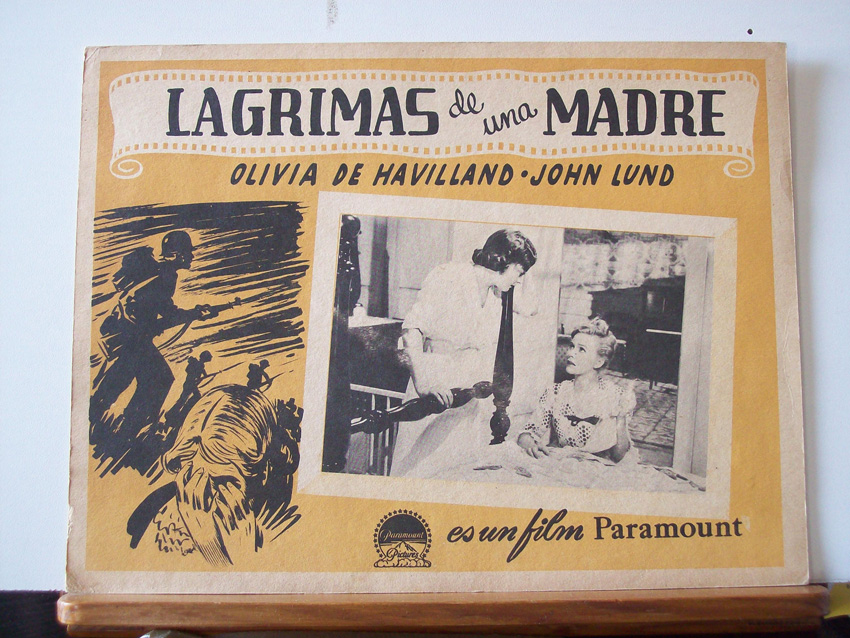 LAGRIMAS de una MADRE
OLIVIA DE HAVILLAND • JOHN LUND
Paramount
Pictures
es un film Paramount